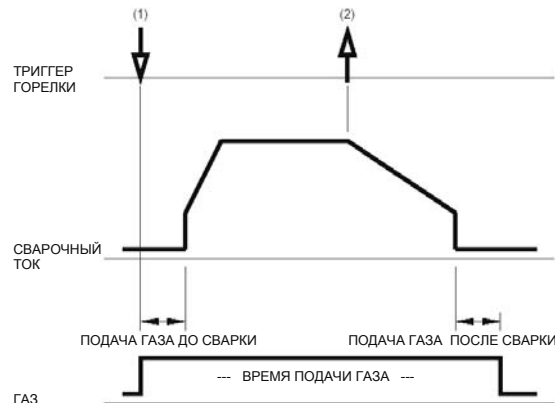 (1) (2)
ТРИГГЕР
ГОРЕЛКИ
СВАРОЧНЫЙ
ТОК
ПОДАЧА ГАЗА ДО СВАРКИ ПОДАЧА ГАЗА ПОСЛЕ СВАРКИ
--- ВРЕМЯ ПОДАЧИ ГАЗА ---
ГАЗ